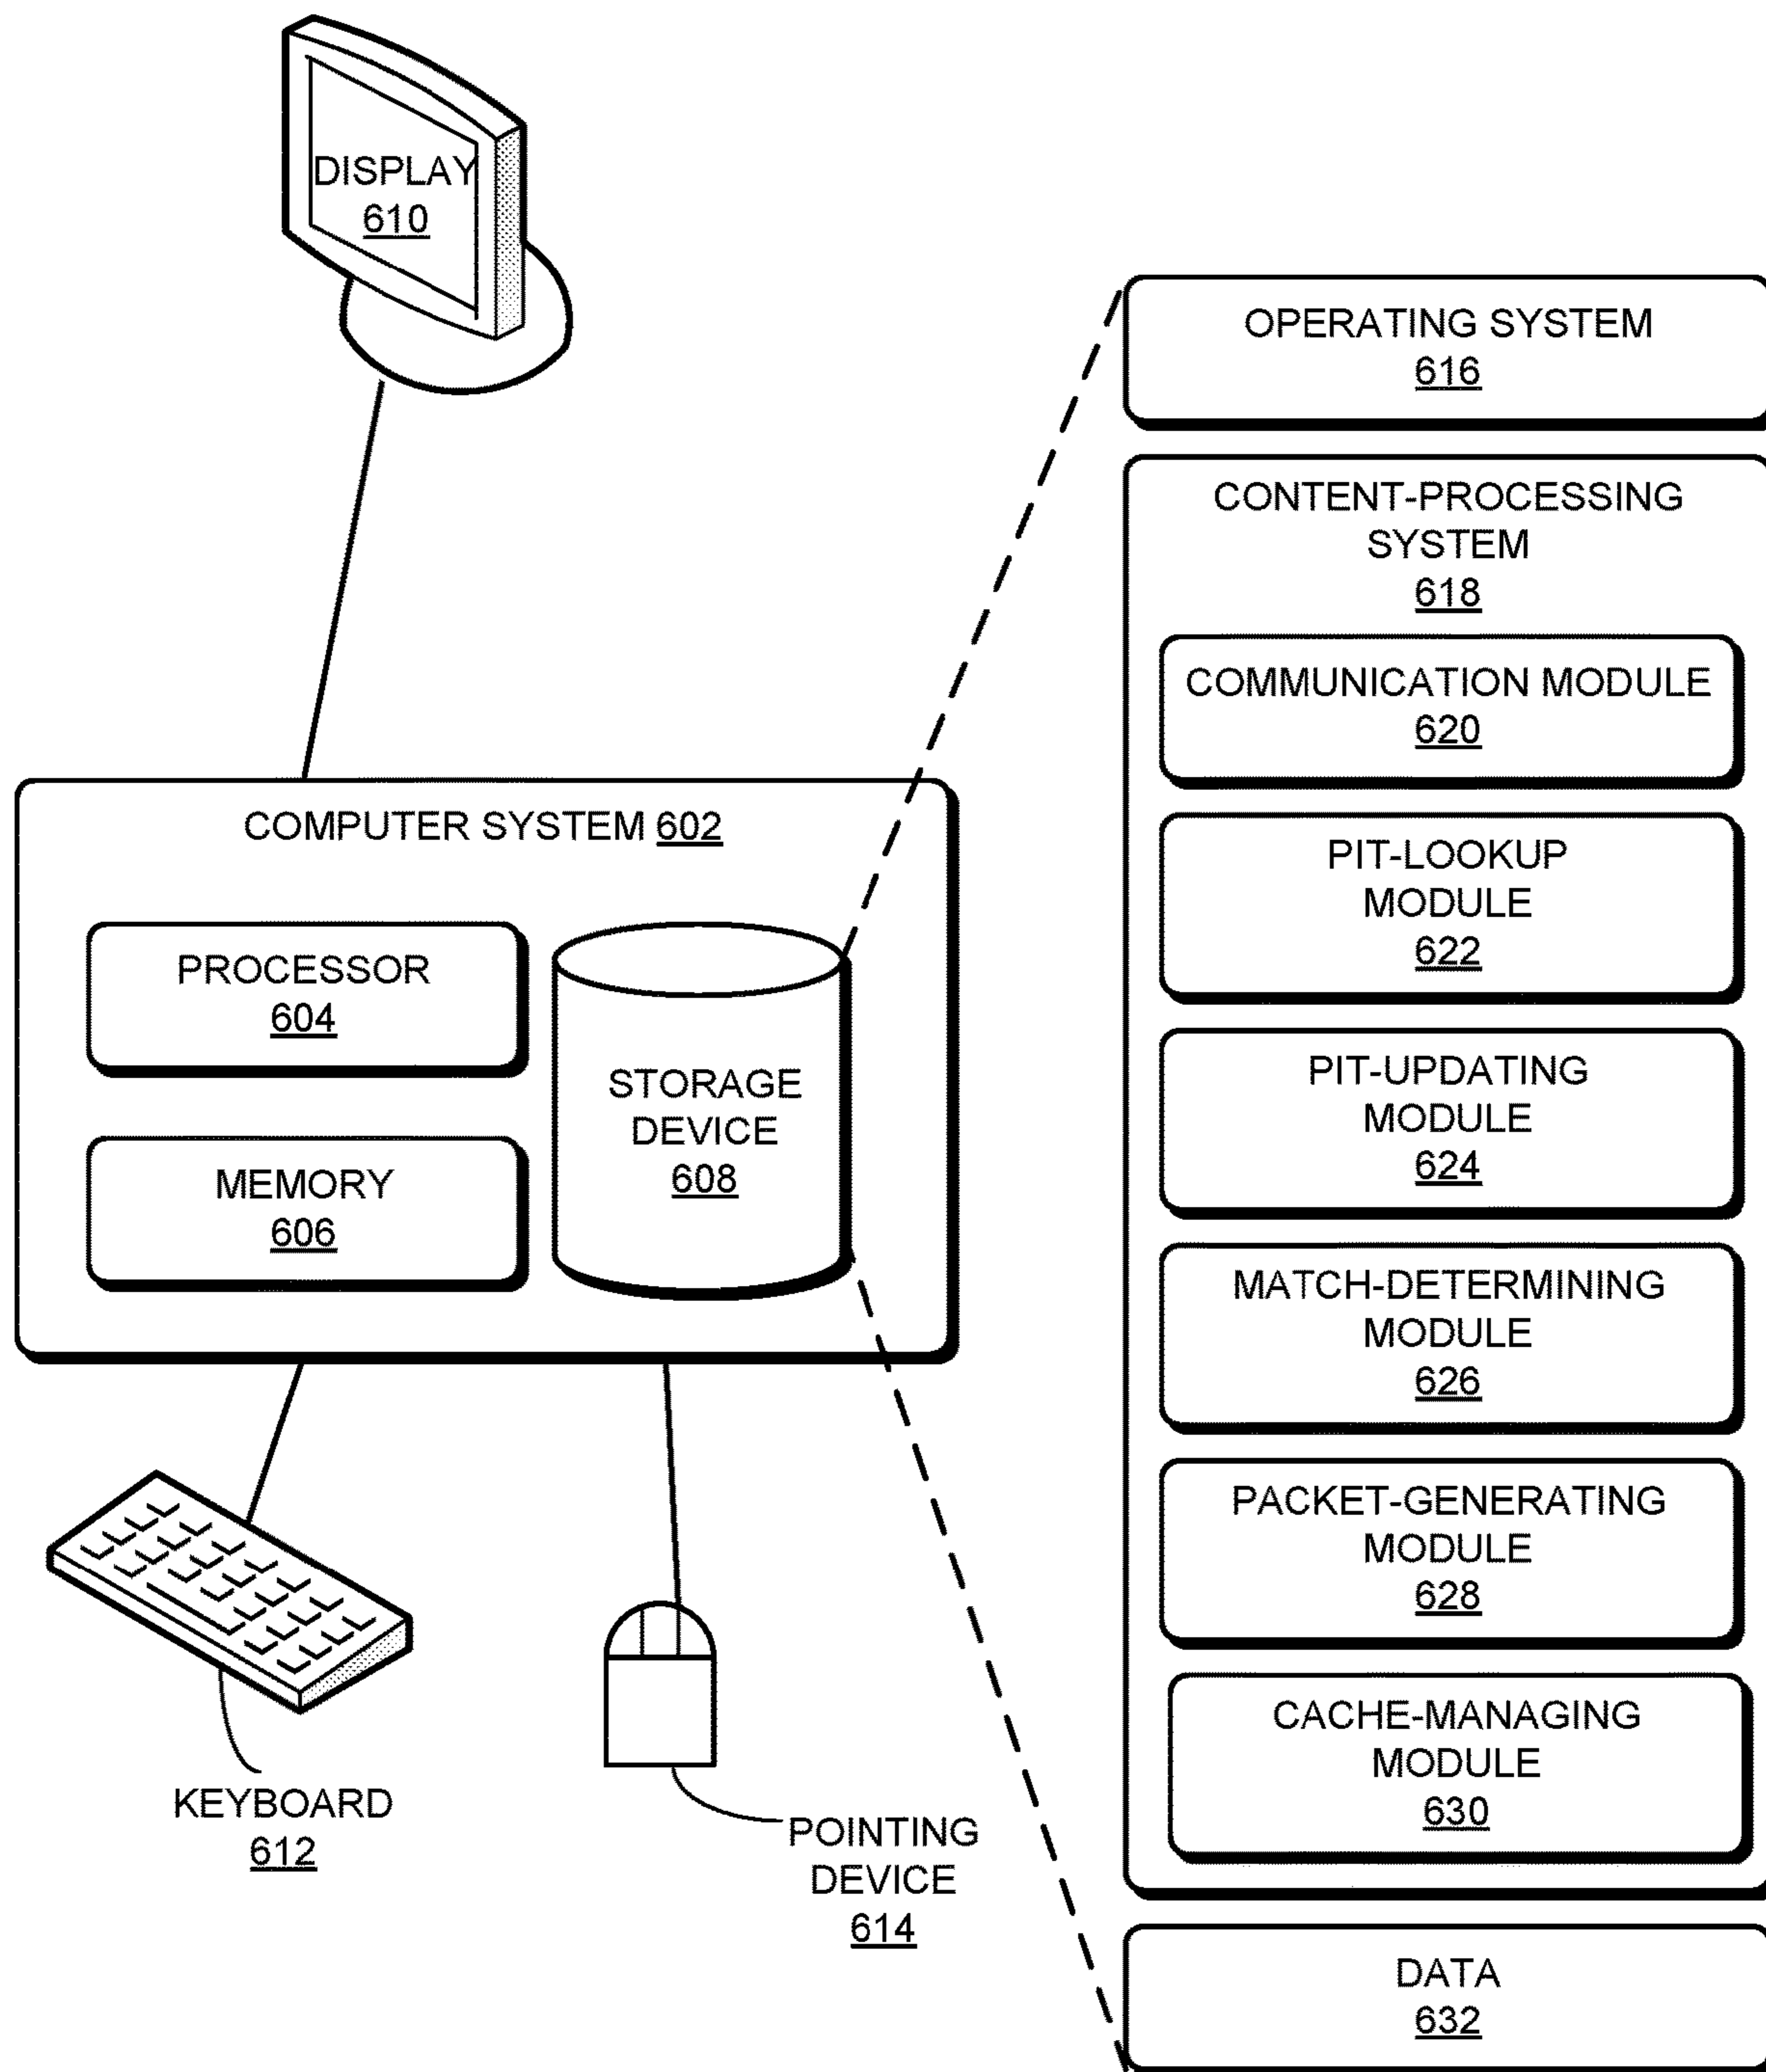 DISPLAY
610
COMPUTER SYSTEM 602
PROCESSOR
604
MEMORY
606
STORAGE
DEVICE
608
KEYBOARD
612
POINTING
DEVICE
614
OPERATING SYSTEM
616
CONTENT-PROCESSING
SYSTEM
618
COMMUNICATION MODULE
620
PIT-LOOKUP
MODULE
622
PIT-UPDATING
MODULE
624
MATCH-DETERMINING
MODULE
626
PACKET-GENERATING
MODULE
628
CACHE-MANAGING
MODULE
630
DATA
632